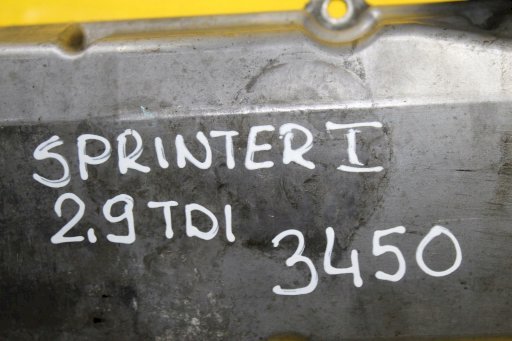 SPRINTER I
2.9 TDI
3450